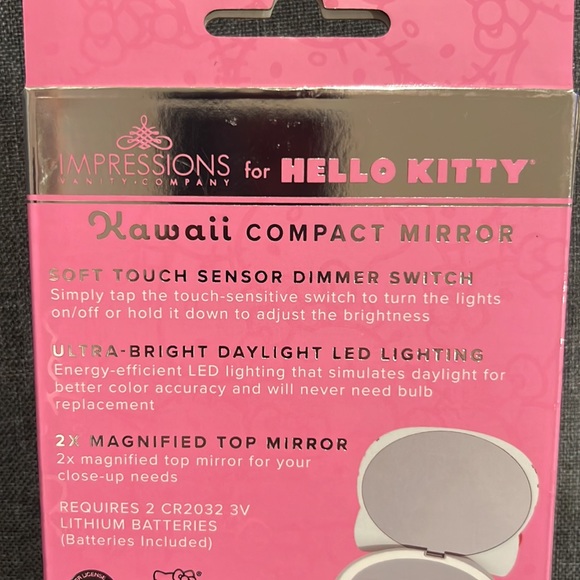 IMPRESSIONS
VANITY • COMPANY
for HELLO KITTY®
Kawaii COMPACT MIRROR
SOFT TOUCH SENSOR DIMMER SWITCH
Simply tap the touch-sensitive switch to turn the lights
on/off or hold it down to adjust the brightness
ULTRA-BRIGHT DAYLIGHT LED LIGHTING
Energy-efficient LED lighting that simulates daylight for
better color accuracy and will never need bulb
replacement
2X MAGNIFIED TOP MIRROR
2x magnified top mirror for your
close-up needs
REQUIRES 2 CR2032 3V
LITHIUM BATTERIES
(Batteries Included)